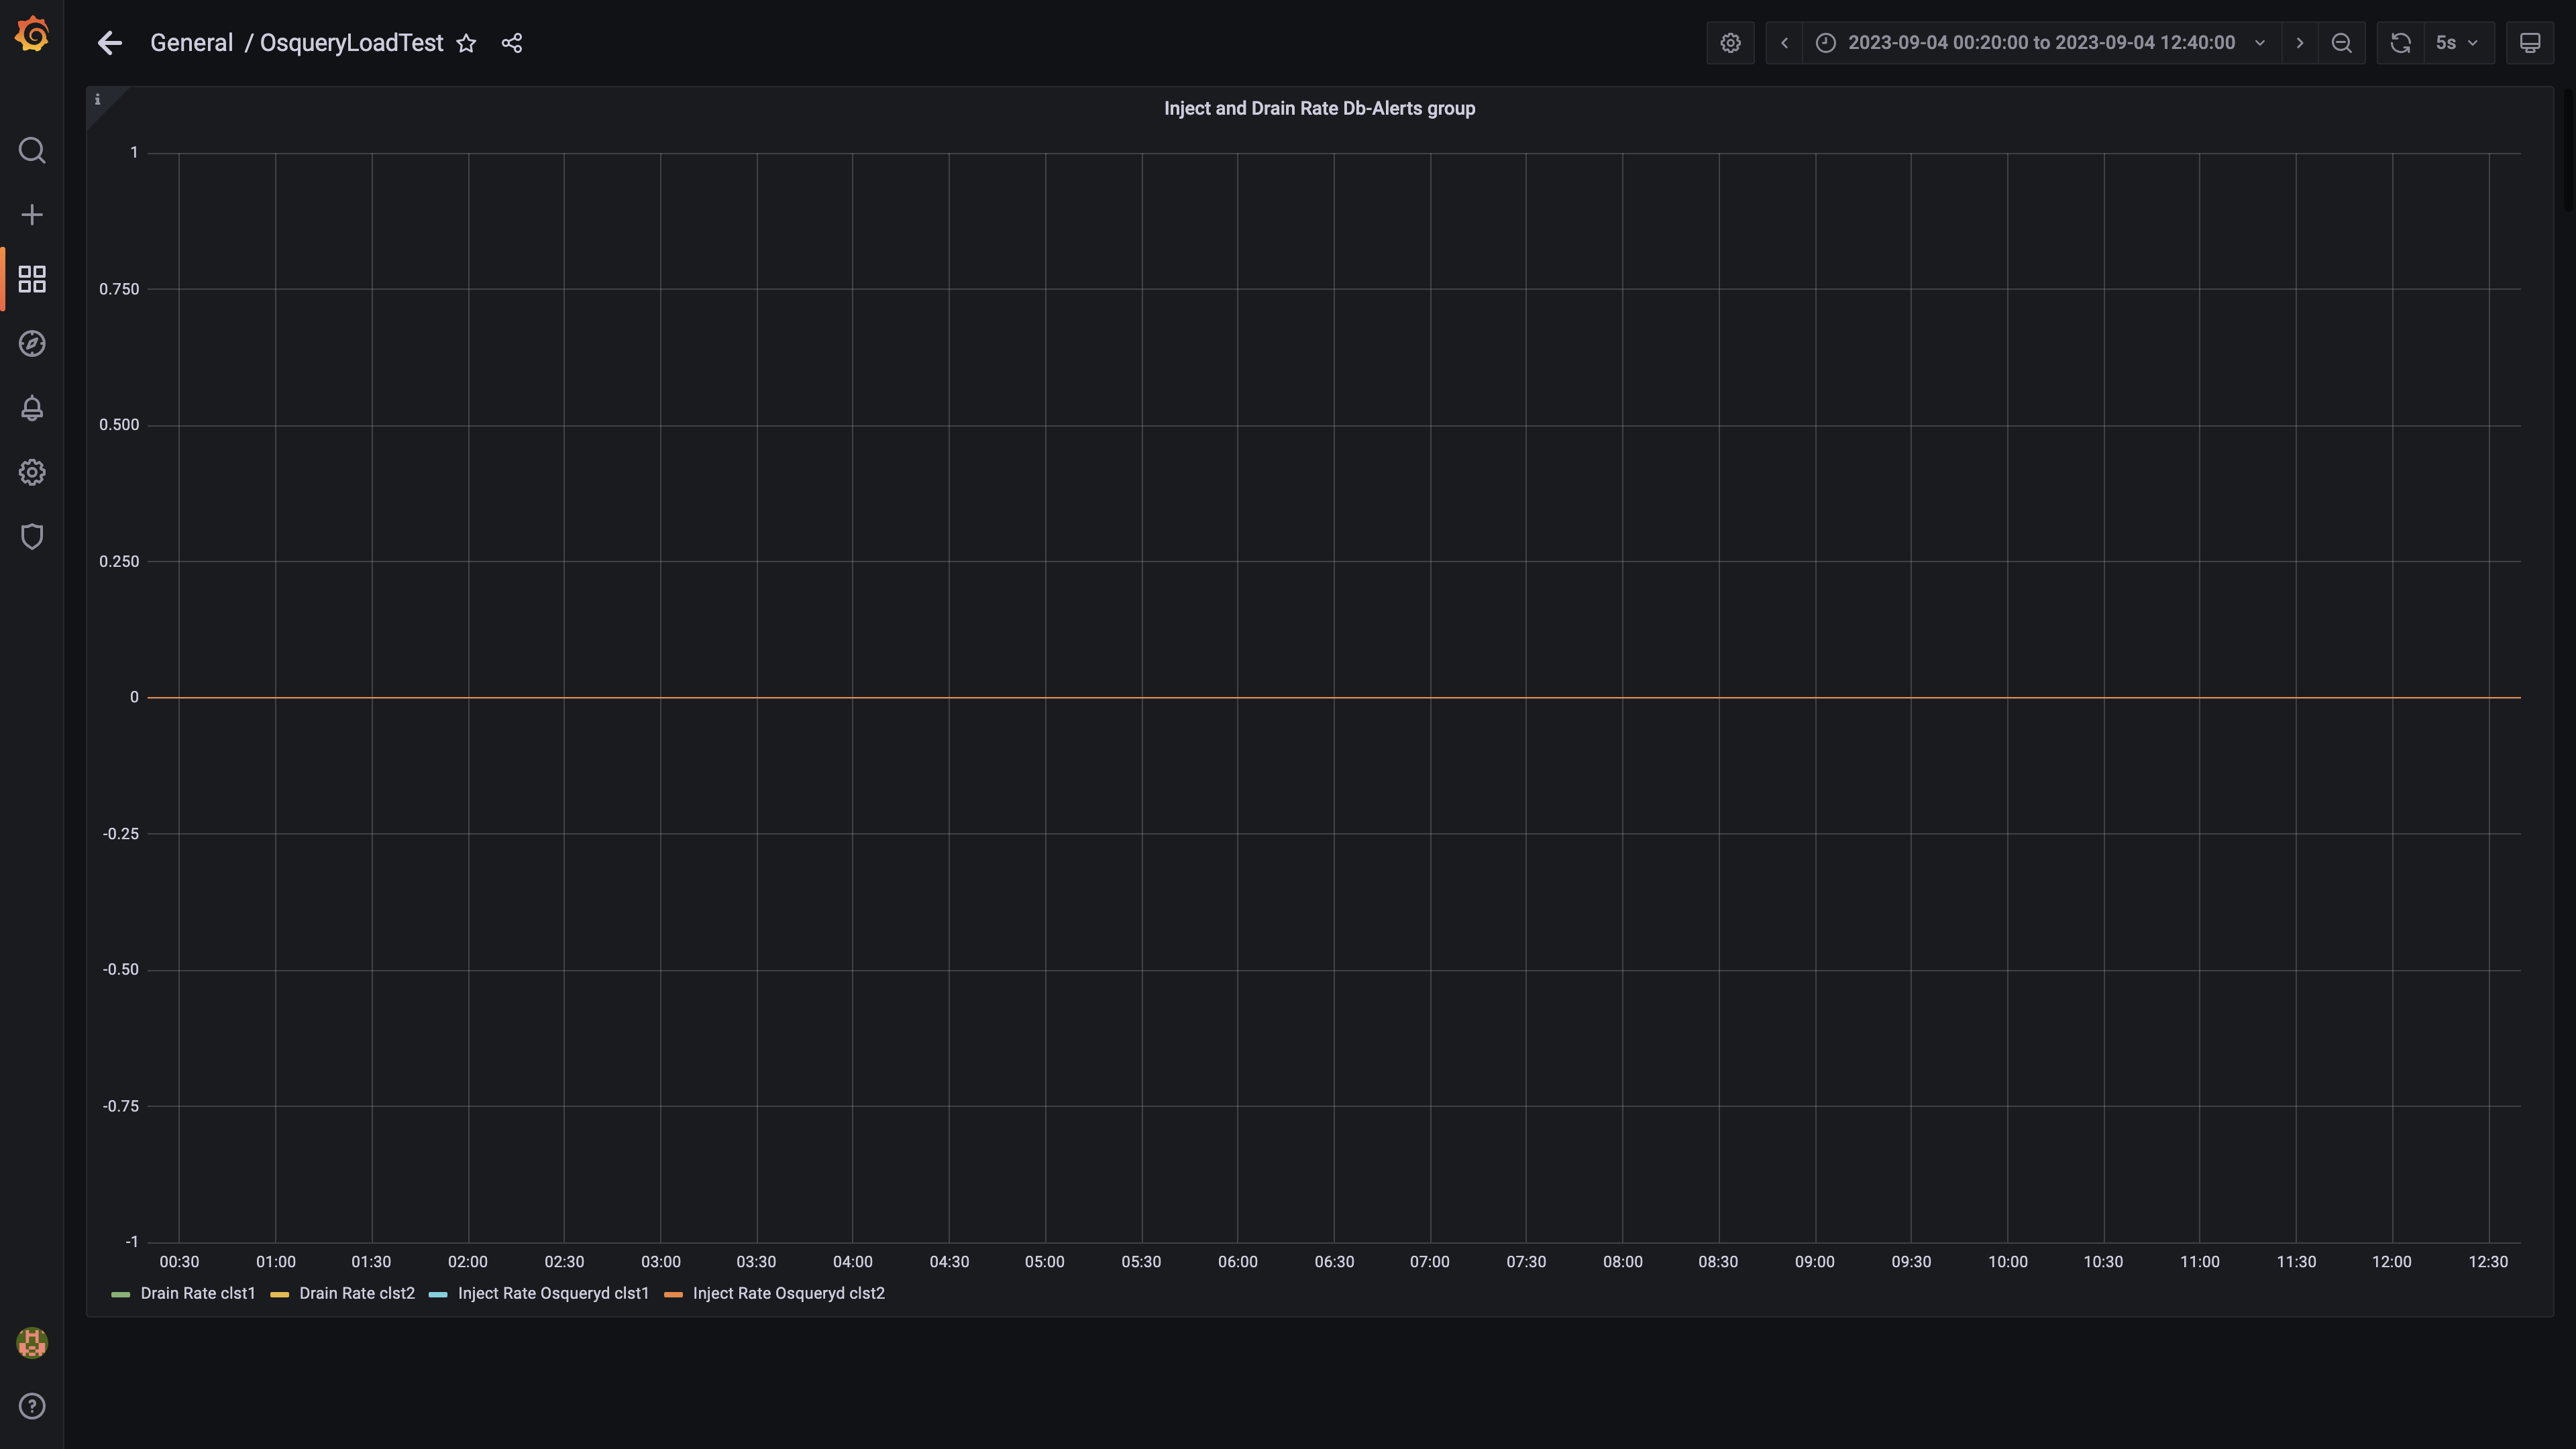 General / OsqueryLoadTest
2023-09-04 00:20:00 to 2023-09-04 12:40:00
5s
i
Inject and Drain Rate Db-Alerts group
1
0.750
0.500
0.250
0
-0.25
-0.50
-0.75
-1
00:30 01:00 01:30 02:00 02:30 03:00 03:30 04:00 04:30 05:00 05:30 06:00 06:30 07:00 07:30 08:00 08:30 09:00 09:30 10:00 10:30 11:00 11:30 12:00 12:30
Drain Rate clst1 Drain Rate clst2 Inject Rate Osqueryd clst1 Inject Rate Osqueryd clst2